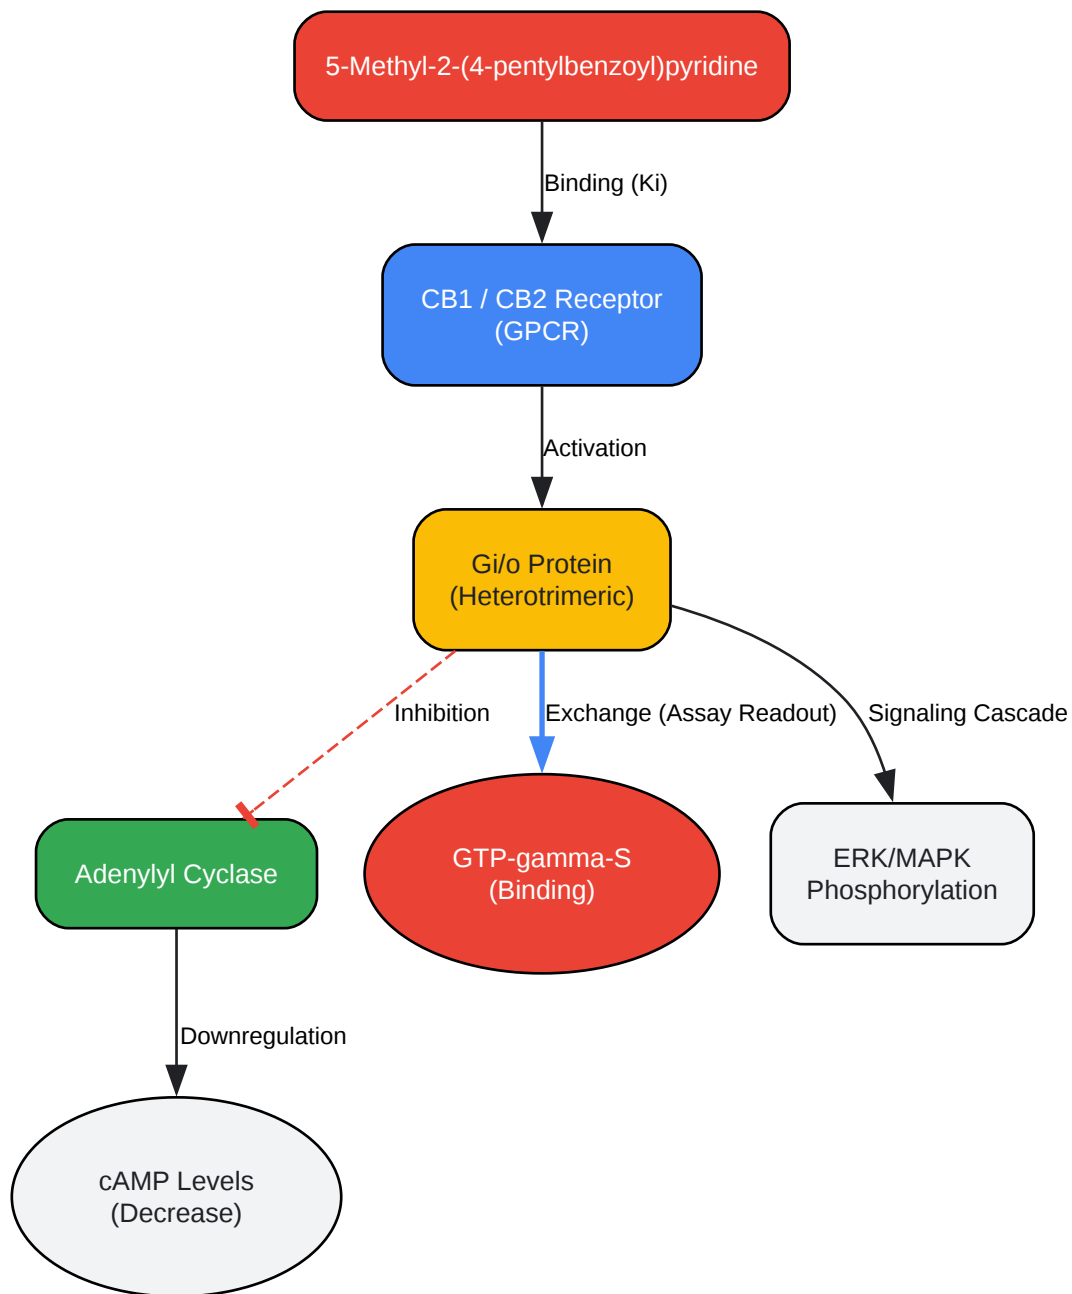 5-Methyl-2-(4-pentylbenzoyl)pyridine
Binding (Ki)
CB1 / CB2 Receptor
(GPCR)
Activation
Gi/o Protein
(Heterotrimeric)
Inhibition
Exchange (Assay Readout)
Signaling Cascade
Adenylyl Cyclase
GTP-gamma-S
(Binding)
ERK/MAPK
Phosphorylation
Downregulation
cAMP Levels
(Decrease)